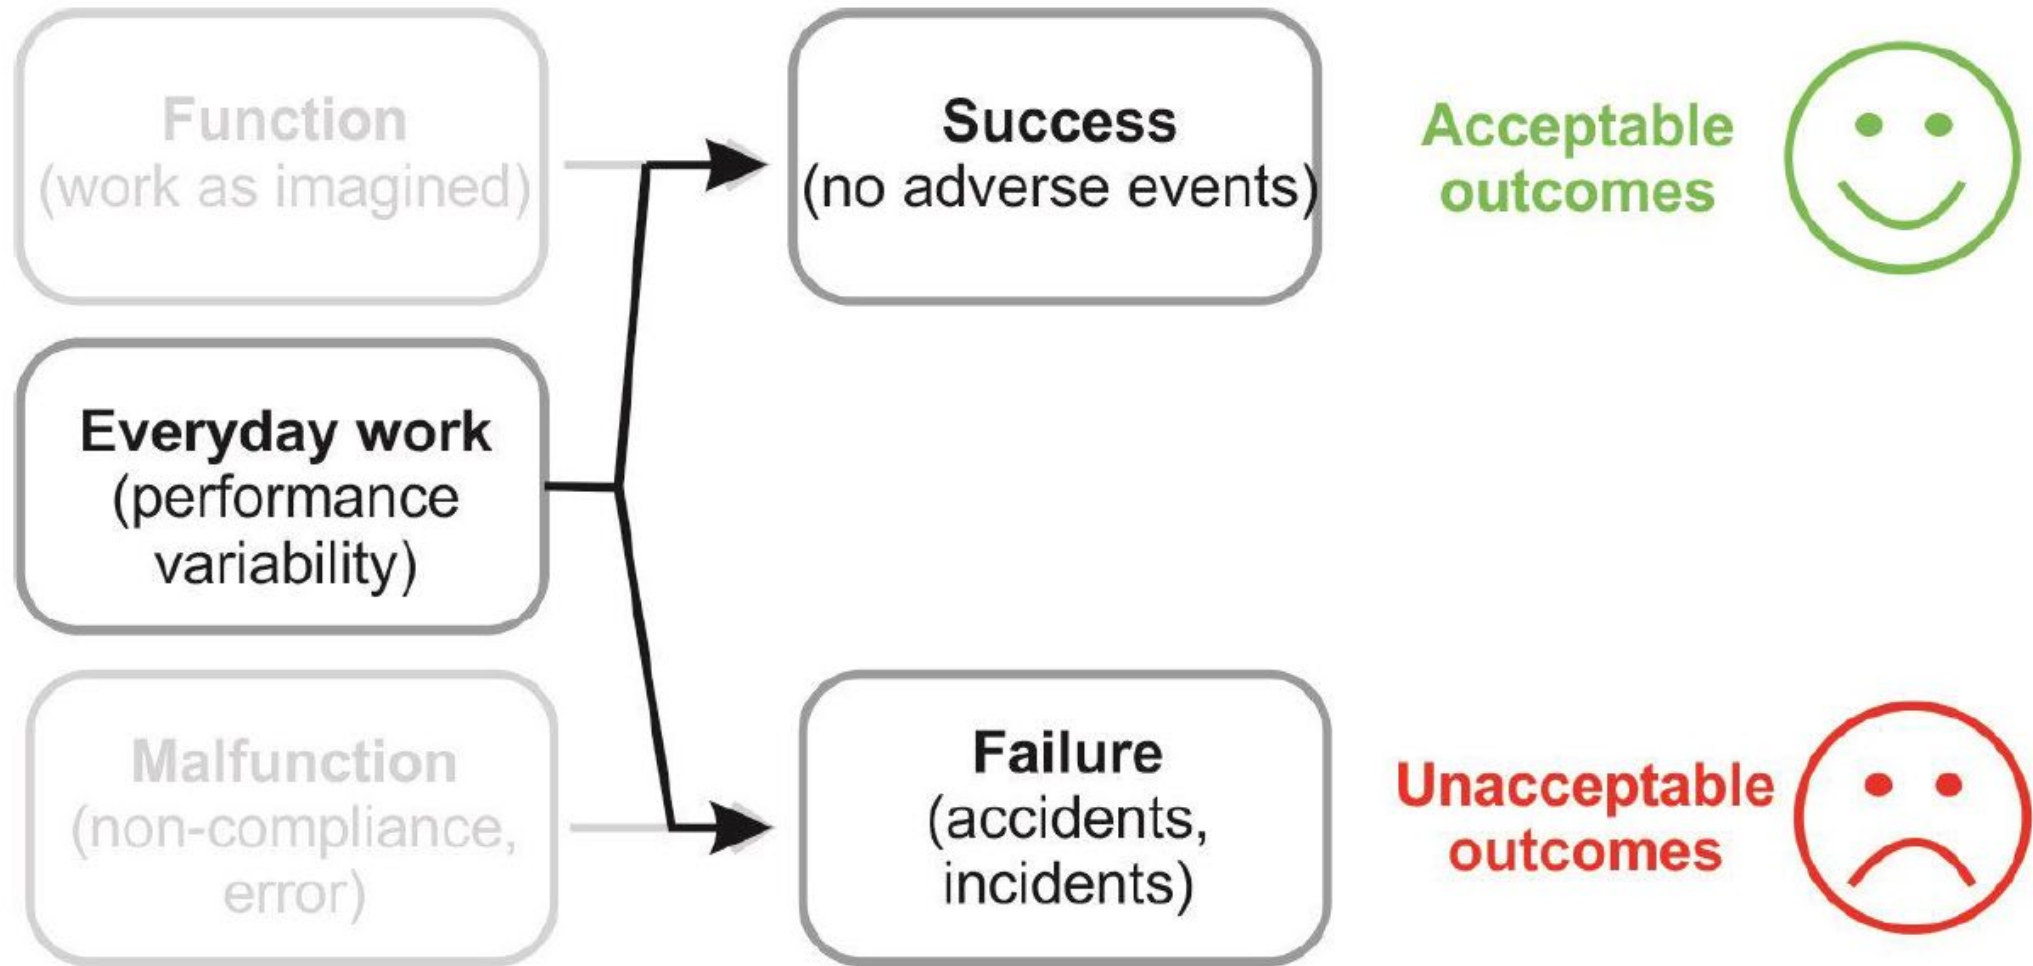 Function
(work as imagined)
Success
(no adverse events)
Acceptable
outcomes
Everyday work
(performance
variability)
Malfunction
(non-compliance,
error)
Failure
(accidents,
incidents)
Unacceptable
outcomes